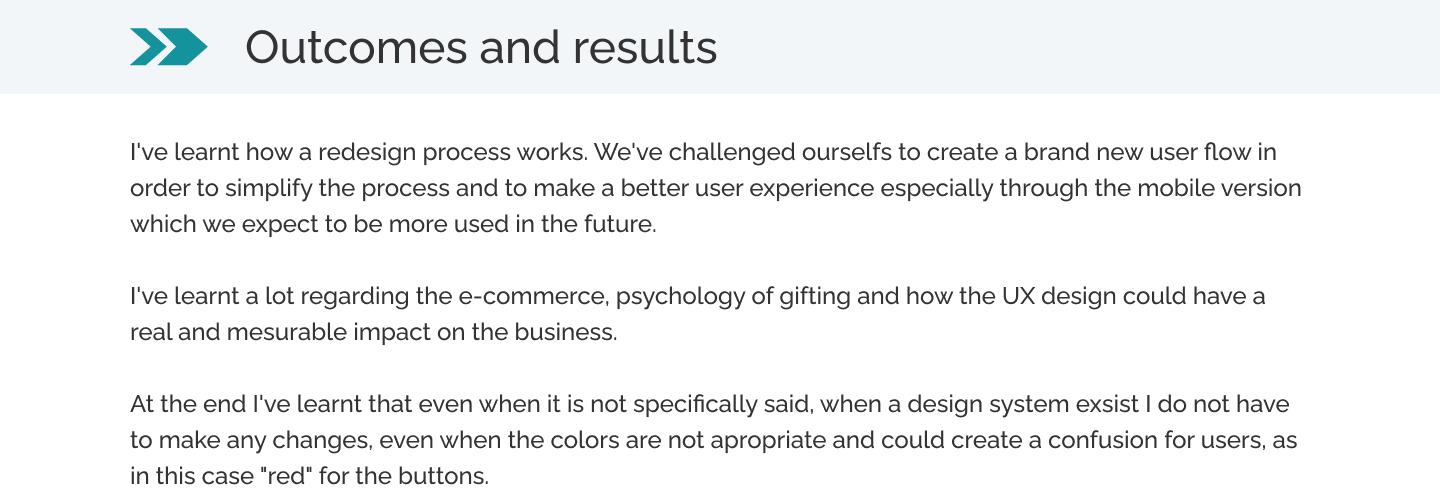 Outcomes and results
I've learnt how a redesign process works. We've challenged ourselfs to create a brand new user flow in
order to simplify the process and to make a better user experience especially through the mobile version
which we expect to be more used in the future.
I've learnt a lot regarding the e-commerce, psychology of gifting and how the UX design could have a
real and mesurable impact on the business.
At the end I've learnt that even when it is not specifically said, when a design system exsist I do not have
to make any changes, even when the colors are not apropriate and could create a confusion for users, as
in this case "red" for the buttons.